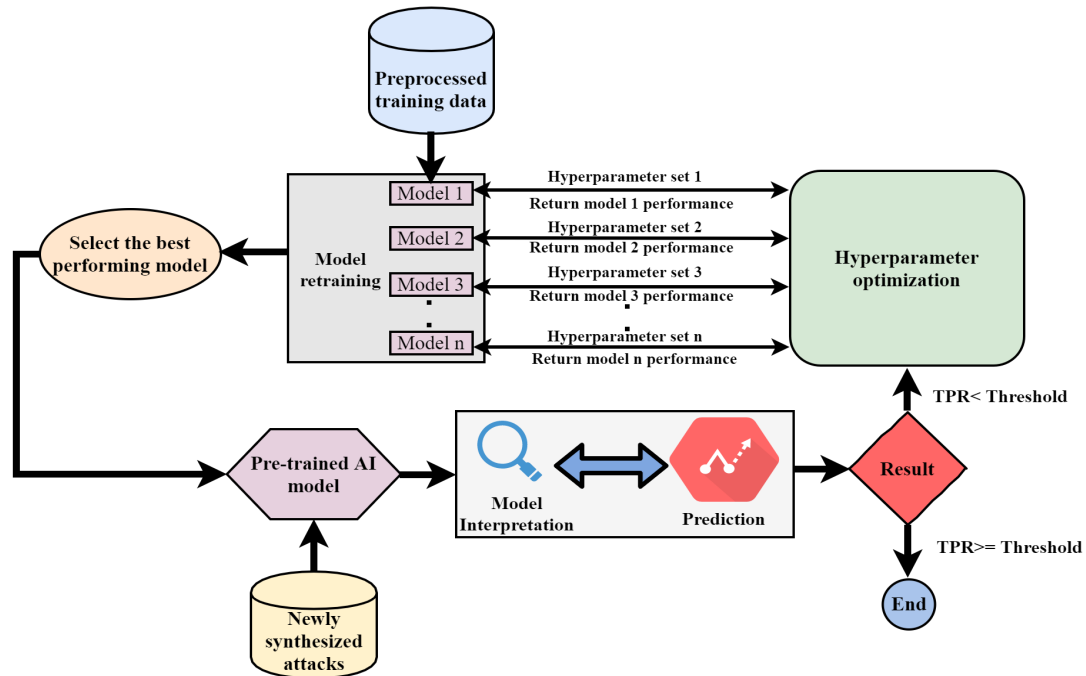 Preprocessed
training data
Model 1
Hyperparameter set 1
Return model 1 performance
Model 2
Hyperparameter set 2
Return model 2 performance
Model 3
Hyperparameter set 3
Return model 3 performance
Model n
Hyperparameter set n
Return model n performance
Model
retraining
Select the best
performing model
Hyperparameter
optimization
TPR< Threshold
Pre-trained AI
model
Model
Interpretation
Prediction
Result
TPR>= Threshold
End
Newly
synthesized
attacks